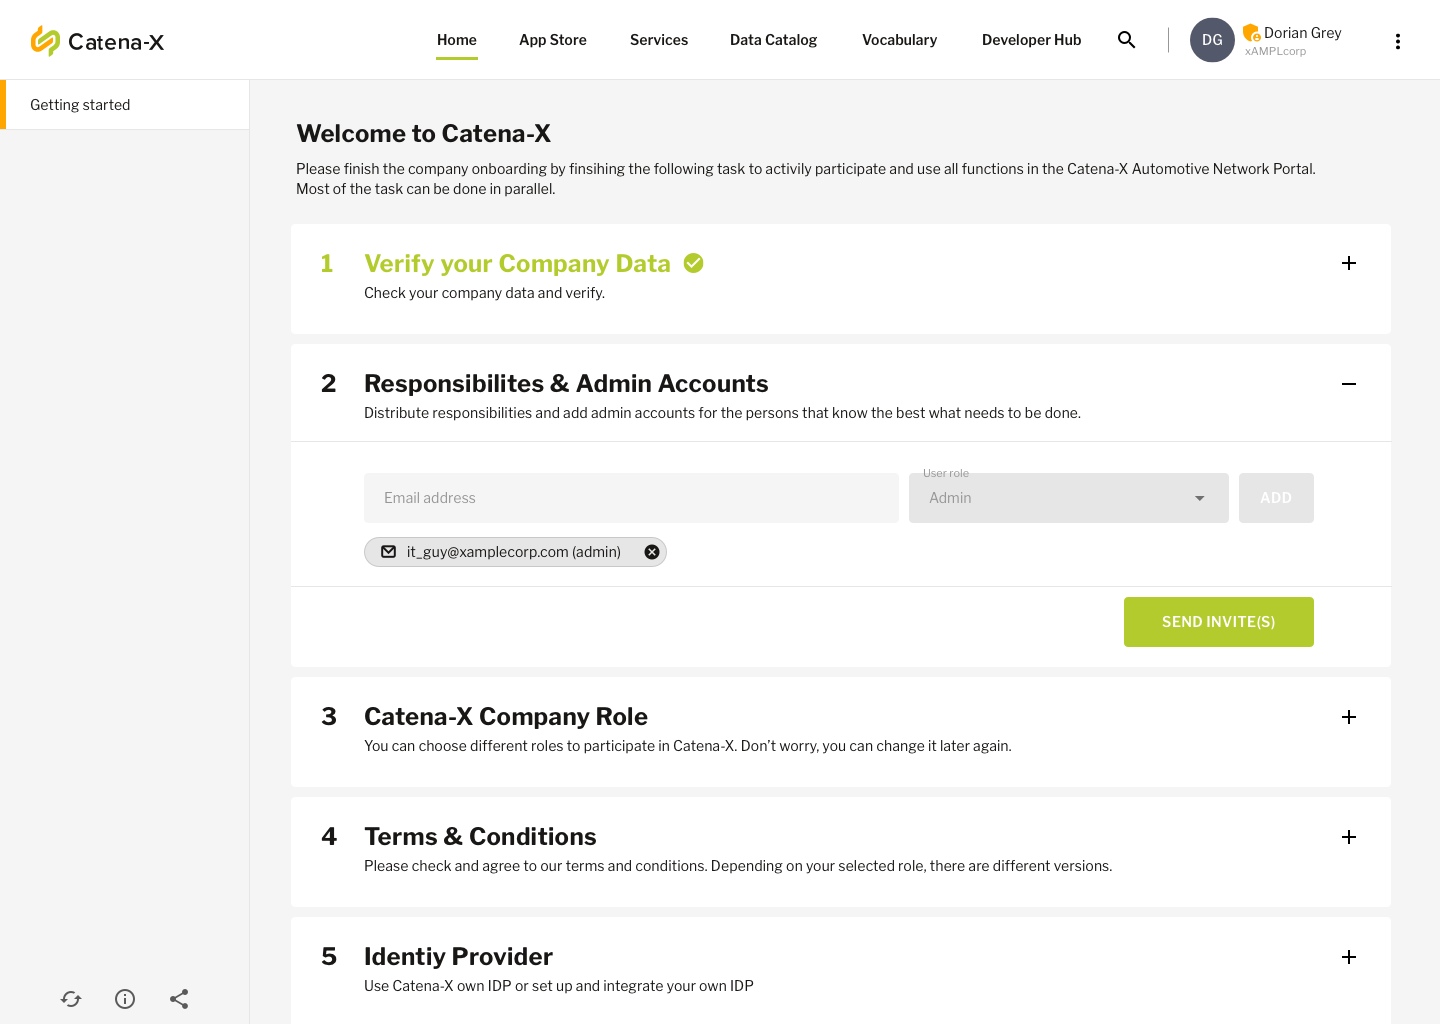 Catena-X
Home
App Store
Services
Data Catalog
Vocabulary
Developer Hub
DG
Dorian Grey
xAMPLcorp
Getting started
Welcome to Catena-X
Please finish the company onboarding by finsihing the following task to activily participate and use all functions in the Catena-X Automotive Network Portal.
Most of the task can be done in parallel.
1 Verify your Company Data
Check your company data and verify.
2 Responsibilites & Admin Accounts
Distribute responsibilities and add admin accounts for the persons that know the best what needs to be done.
Email address
User role
Admin
ADD
it_guy@xamplecorp.com (admin)
SEND INVITE(S)
3 Catena-X Company Role
You can choose different roles to participate in Catena-X. Don't worry, you can change it later again.
4 Terms & Conditions
Please check and agree to our terms and conditions. Depending on your selected role, there are different versions.
5 Identiy Provider
Use Catena-X own IDP or set up and integrate your own IDP